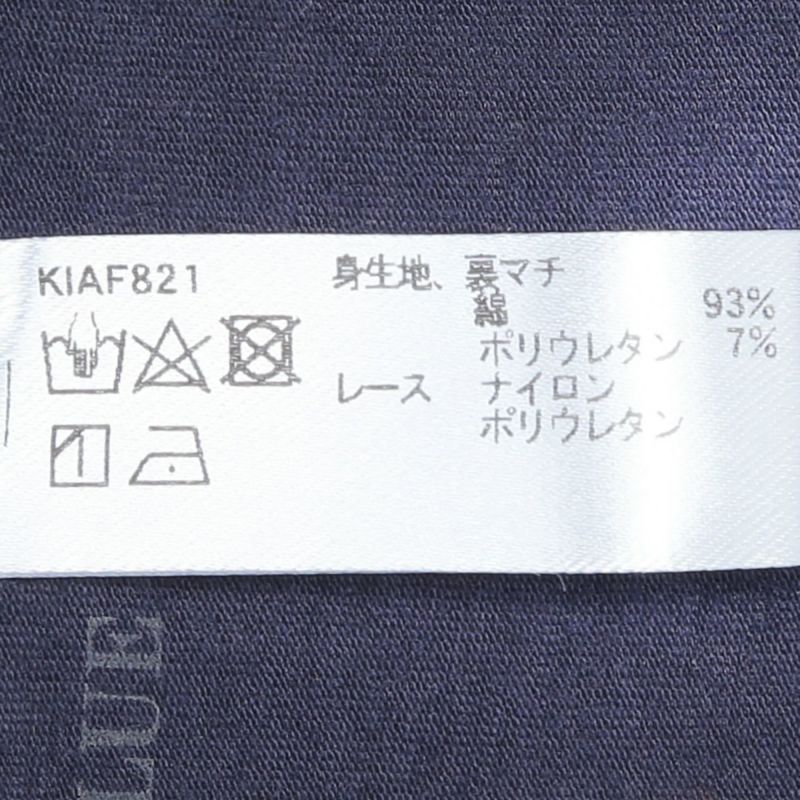 KIAF821
身生地、裏マチ
綿 93%
ポリウレタン 7%
レース ナイロン
ポリウレタン
LUE